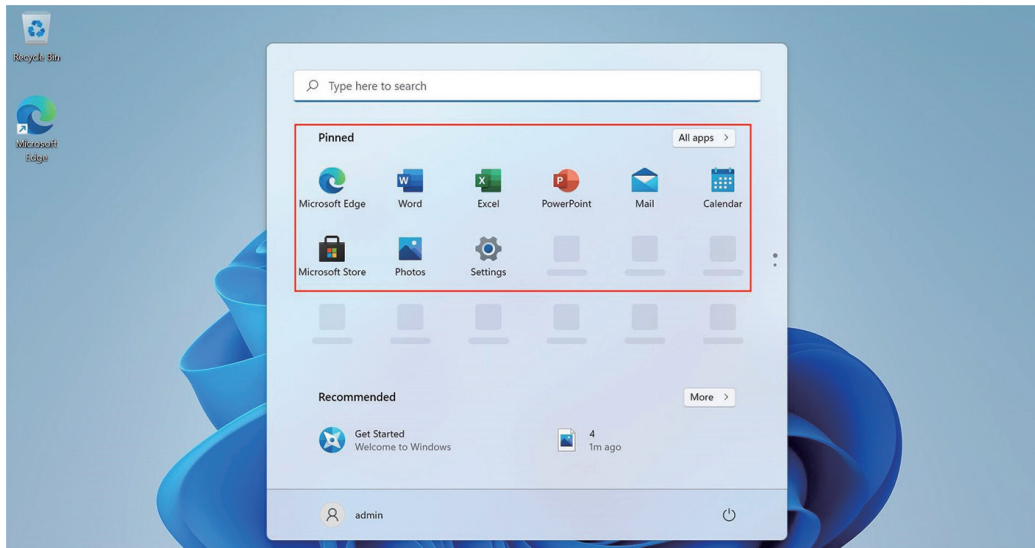 Recycle Bin
Microsoft
Edge
Type here to search
Pinned
All apps >
Microsoft Edge
Word
Excel
PowerPoint
Mail
Calendar
Microsoft Store
Photos
Settings
Recommended
More >
Get Started
Welcome to Windows
4
1m ago
admin